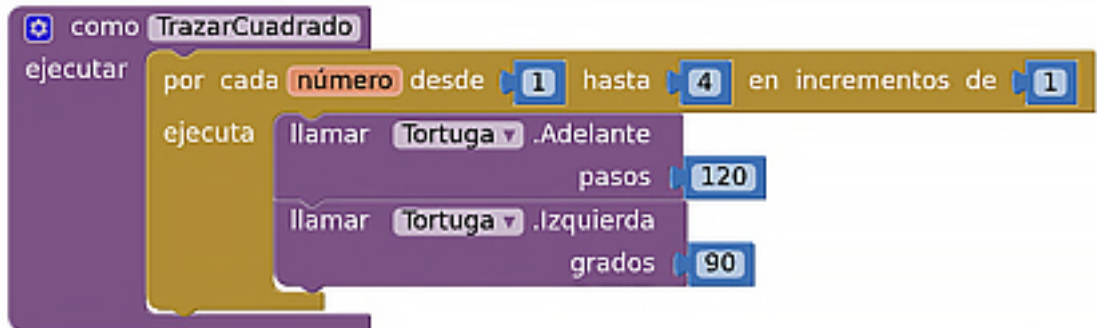 como TrazarCuadrado
ejecutar
por cada número desde 1 hasta 4 en incrementos de 1
ejecuta llamar Tortuga .Adelante
pasos 120
llamar Tortuga .Izquierda
grados 90